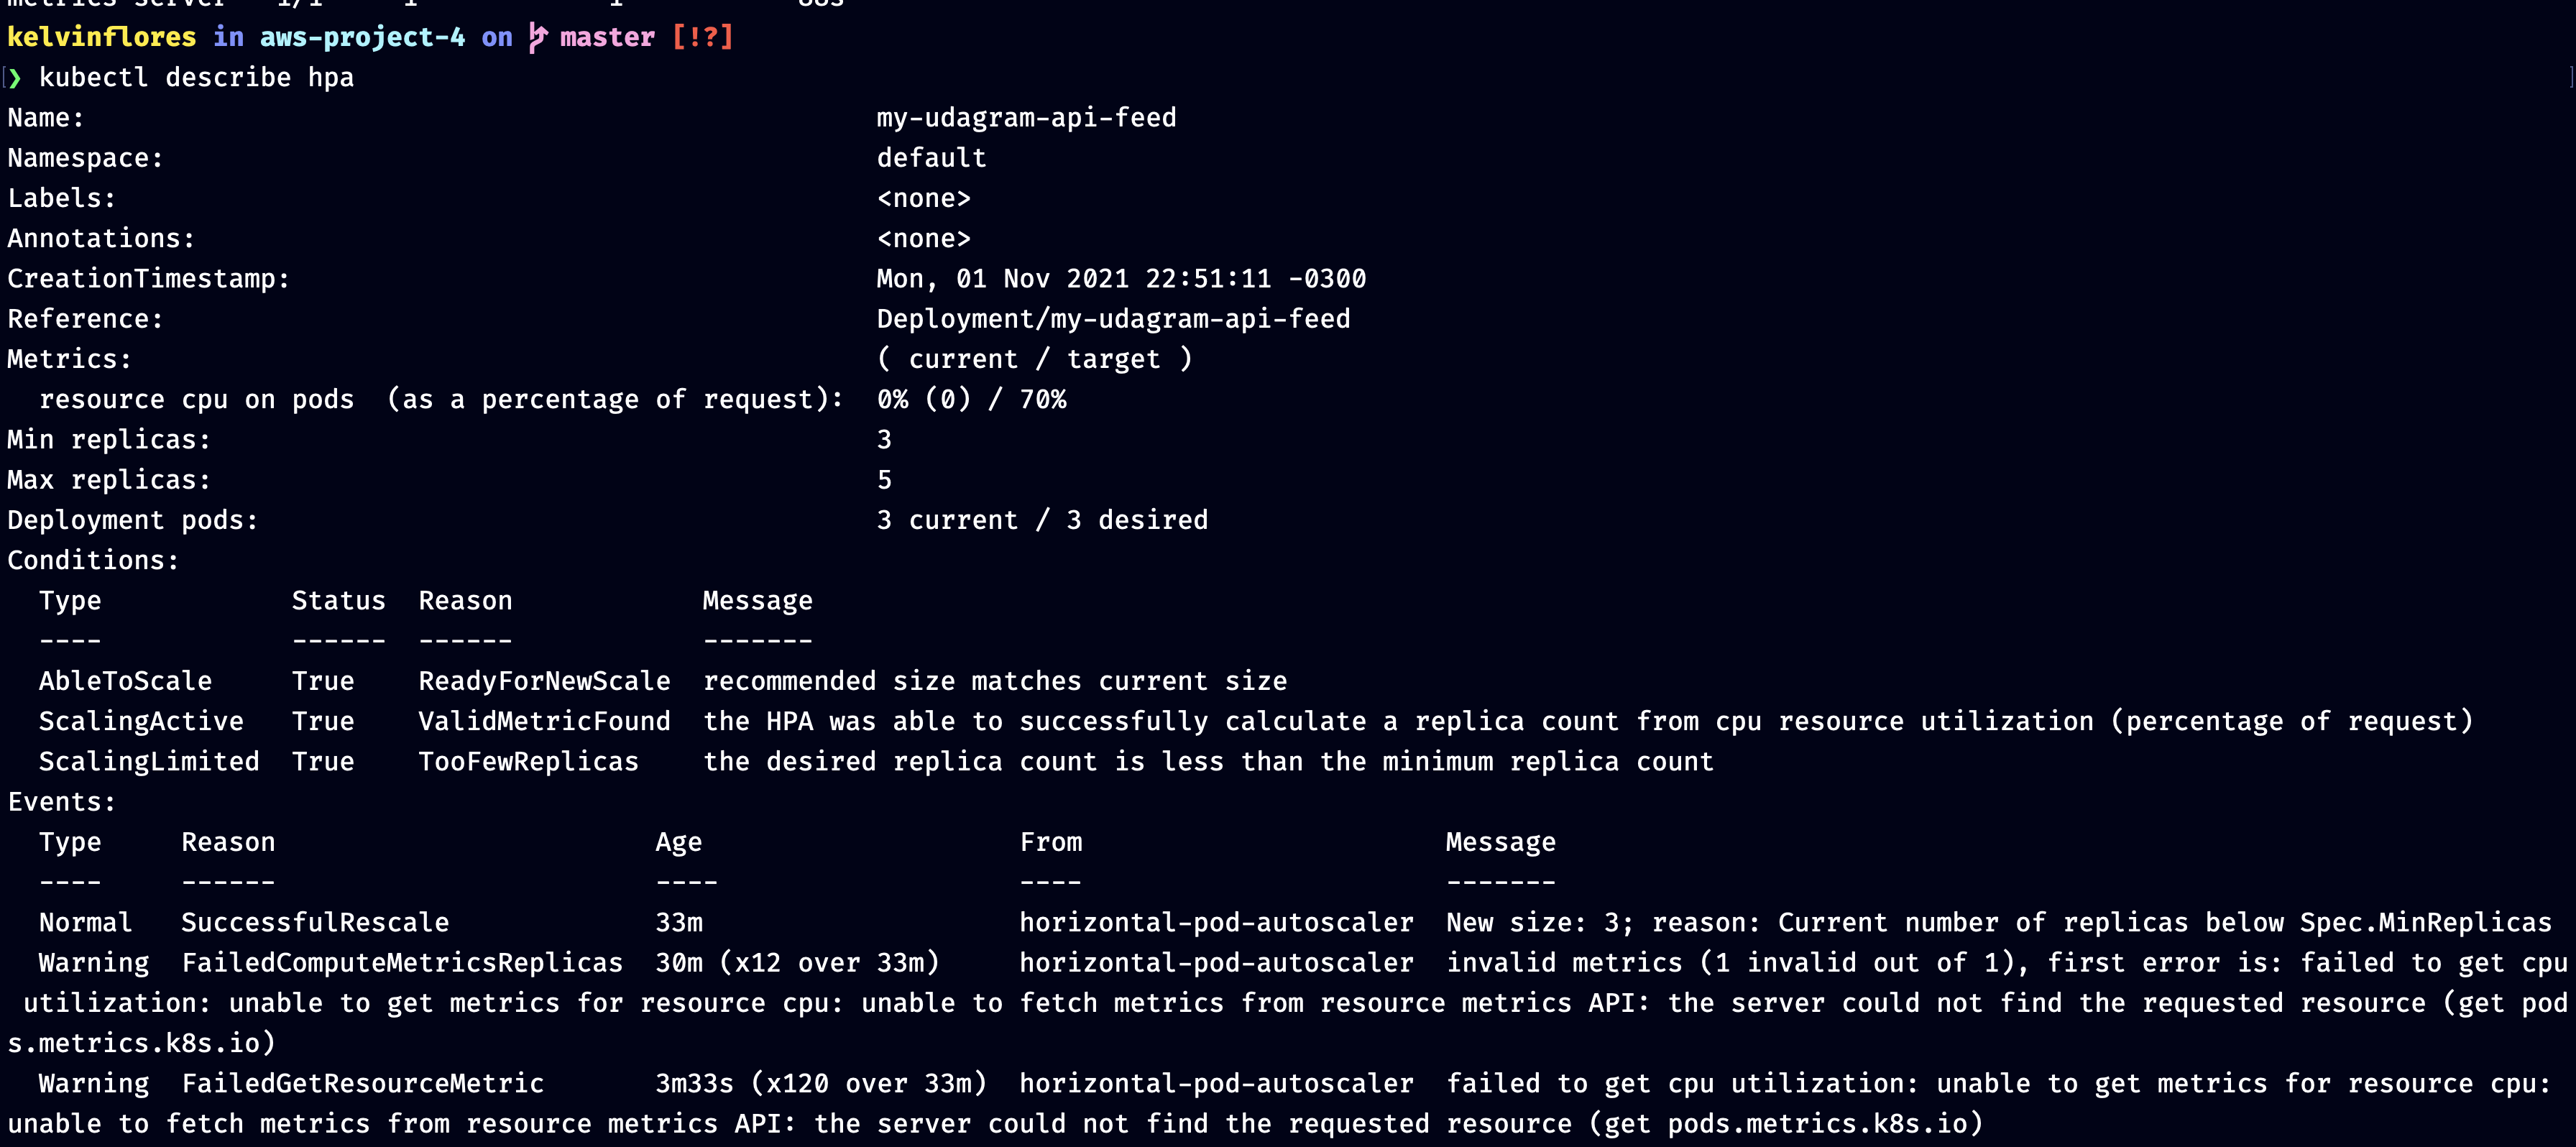 metrics-server   1/1     1            1           88s
kelvinflores in aws-project-4 on master [!?]
❯ kubectl describe hpa
Name:                                                  my-udagram-api-feed
Namespace:                                             default
Labels:                                                <none>
Annotations:                                           <none>
CreationTimestamp:                                     Mon, 01 Nov 2021 22:51:11 -0300
Reference:                                             Deployment/my-udagram-api-feed
Metrics:                                               ( current / target )
  resource cpu on pods  (as a percentage of request):  0% (0) / 70%
Min replicas:                                          3
Max replicas:                                          5
Deployment pods:                                       3 current / 3 desired
Conditions:
  Type            Status  Reason            Message
  ----            ------  ------            -------
  AbleToScale     True    ReadyForNewScale  recommended size matches current size
  ScalingActive   True    ValidMetricFound  the HPA was able to successfully calculate a replica count from cpu resource utilization (percentage of request)
  ScalingLimited  True    TooFewReplicas    the desired replica count is less than the minimum replica count
Events:
  Type     Reason                        Age                    From                       Message
  ----     ------                        ----                   ----                       -------
  Normal   SuccessfulRescale             33m                    horizontal-pod-autoscaler  New size: 3; reason: Current number of replicas below Spec.MinReplicas
  Warning  FailedComputeMetricsReplicas  30m (x12 over 33m)     horizontal-pod-autoscaler  invalid metrics (1 invalid out of 1), first error is: failed to get cpu
 utilization: unable to get metrics for resource cpu: unable to fetch metrics from resource metrics API: the server could not find the requested resource (get pod
s.metrics.k8s.io)
  Warning  FailedGetResourceMetric       3m33s (x120 over 33m)  horizontal-pod-autoscaler  failed to get cpu utilization: unable to get metrics for resource cpu:
unable to fetch metrics from resource metrics API: the server could not find the requested resource (get pods.metrics.k8s.io)